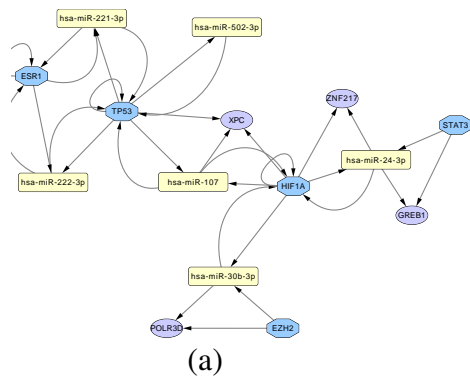 hsa-miR-221-3p
hsa-miR-502-3p
ESR1
TP53
ZNF217
XPC
STAT3
hsa-miR-24-3p
hsa-miR-222-3p
hsa-miR-107
HIF1A
GREB1
hsa-miR-30b-3p
POLR3D
EZH2
(a)